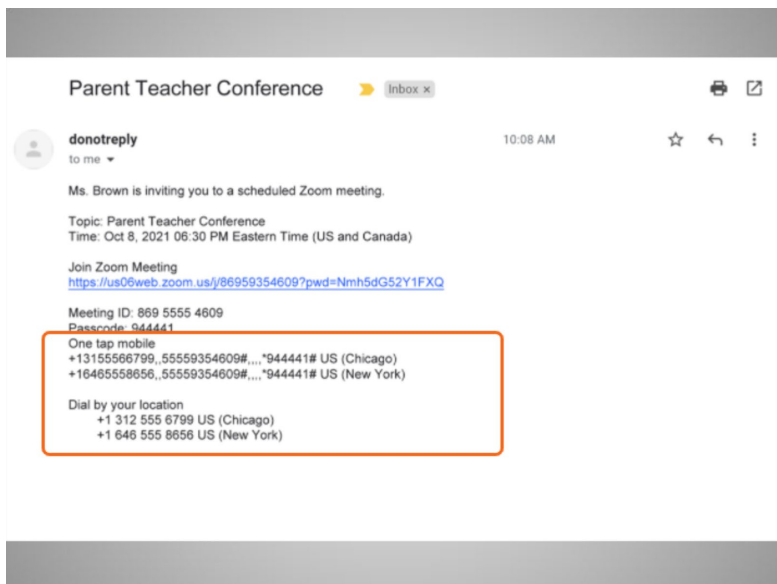 Parent Teacher Conference Inbox ×
donotreply 10:08 AM
to me
Ms. Brown is inviting you to a scheduled Zoom meeting.
Topic: Parent Teacher Conference
Time: Oct 8, 2021 06:30 PM Eastern Time (US and Canada)
Join Zoom Meeting
https://us06web.zoom.us/j/86959354609?pwd=Nmh5dG52Y1FXQ
Meeting ID: 869 5555 4609
Passcode: 944441
One tap mobile
+13155566799,,55559354609#,,,,*944441# US (Chicago)
+16465558656,,55559354609#,,,,*944441# US (New York)
Dial by your location
+1 312 555 6799 US (Chicago)
+1 646 555 8656 US (New York)